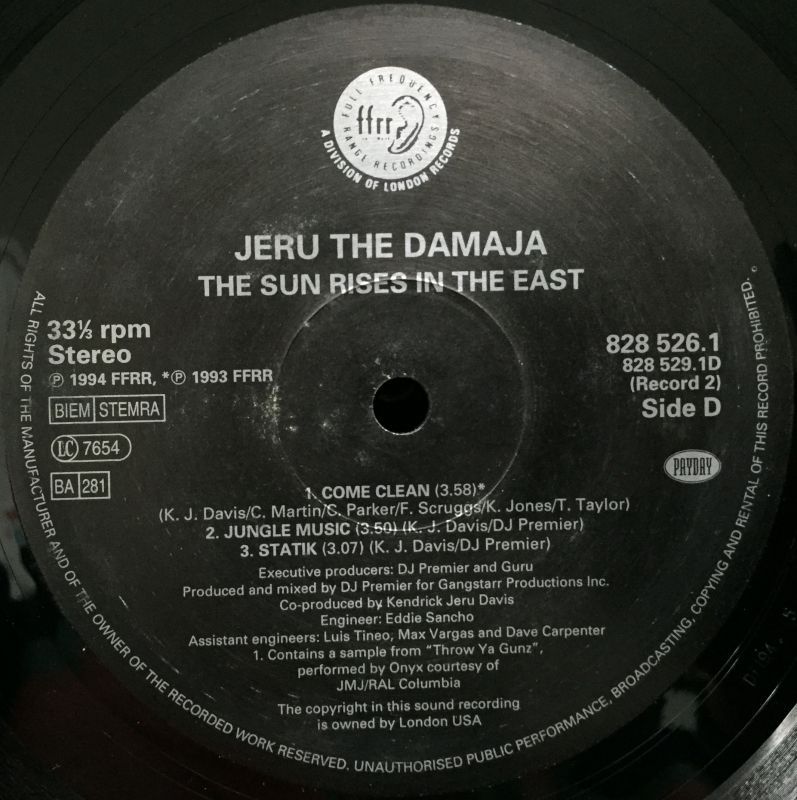 FULL FREQUENCY
ffrr
RANGE RECORDINGS
A DIVISION OF LONDON RECORDS
JERU THE DAMAJA
THE SUN RISES IN THE EAST
33⅓ rpm
Stereo
℗ 1994 FFRR, *℗ 1993 FFRR
BIEM STEMRA
LC 7654
BA 281
828 526.1
828 529.1D
(Record 2)
Side D
PAYDAY
1. COME CLEAN (3.58)*
(K. J. Davis/C. Martin/C. Parker/F. Scruggs/K. Jones/T. Taylor)
2. JUNGLE MUSIC (3.50) (K. J. Davis/DJ Premier)
3. STATIK (3.07) (K. J. Davis/DJ Premier)
Executive producers: DJ Premier and Guru
Produced and mixed by DJ Premier for Gangstarr Productions Inc.
Co-produced by Kendrick Jeru Davis
Engineer: Eddie Sancho
Assistant engineers: Luis Tineo, Max Vargas and Dave Carpenter
1. Contains a sample from "Throw Ya Gunz",
performed by Onyx courtesy of
JMJ/RAL Columbia
The copyright in this sound recording
is owned by London USA
ALL RIGHTS OF THE MANUFACTURER AND OF THE OWNER OF THE RECORDED WORK RESERVED. UNAUTHORISED PUBLIC PERFORMANCE, BROADCASTING, COPYING AND RENTAL OF THIS RECORD PROHIBITED.